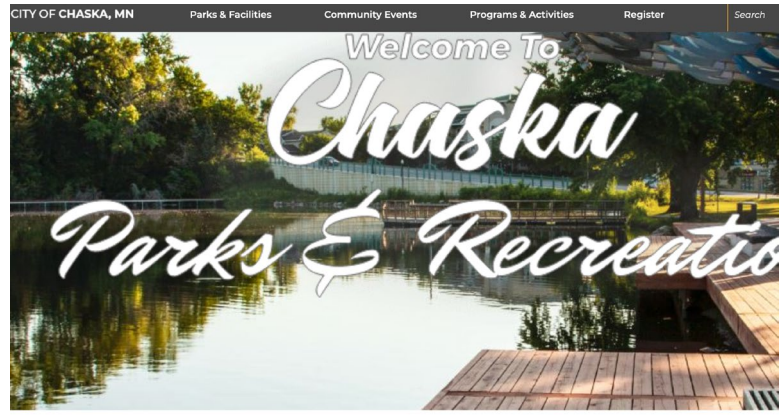 CITY OF CHASKA, MN Parks & Facilities Community Events Programs & Activities Register Search
Welcome To
Chaska
Parks & Recreatio